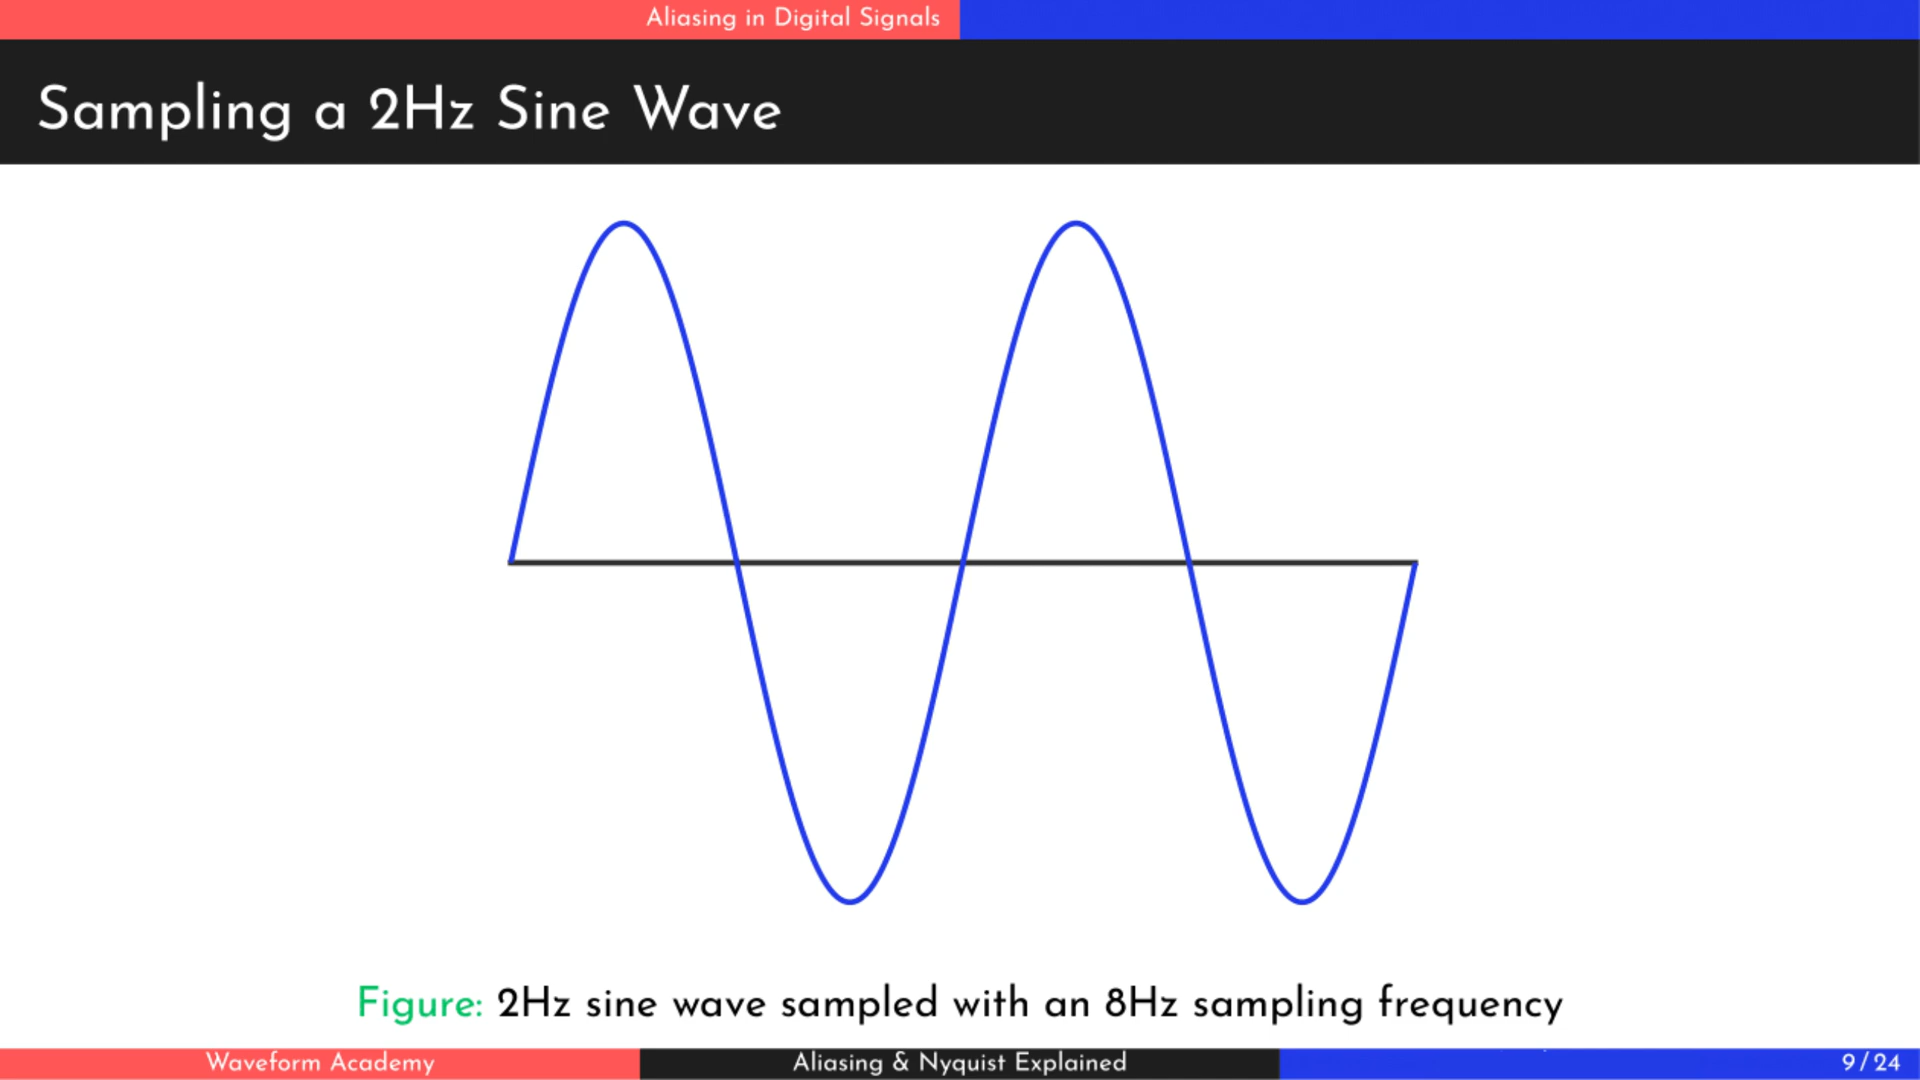 Aliasing in Digital Signals
Sampling a 2Hz Sine Wave
Figure: 2Hz sine wave sampled with an 8Hz sampling frequency
Waveform Academy
Aliasing & Nyquist Explained
9/24